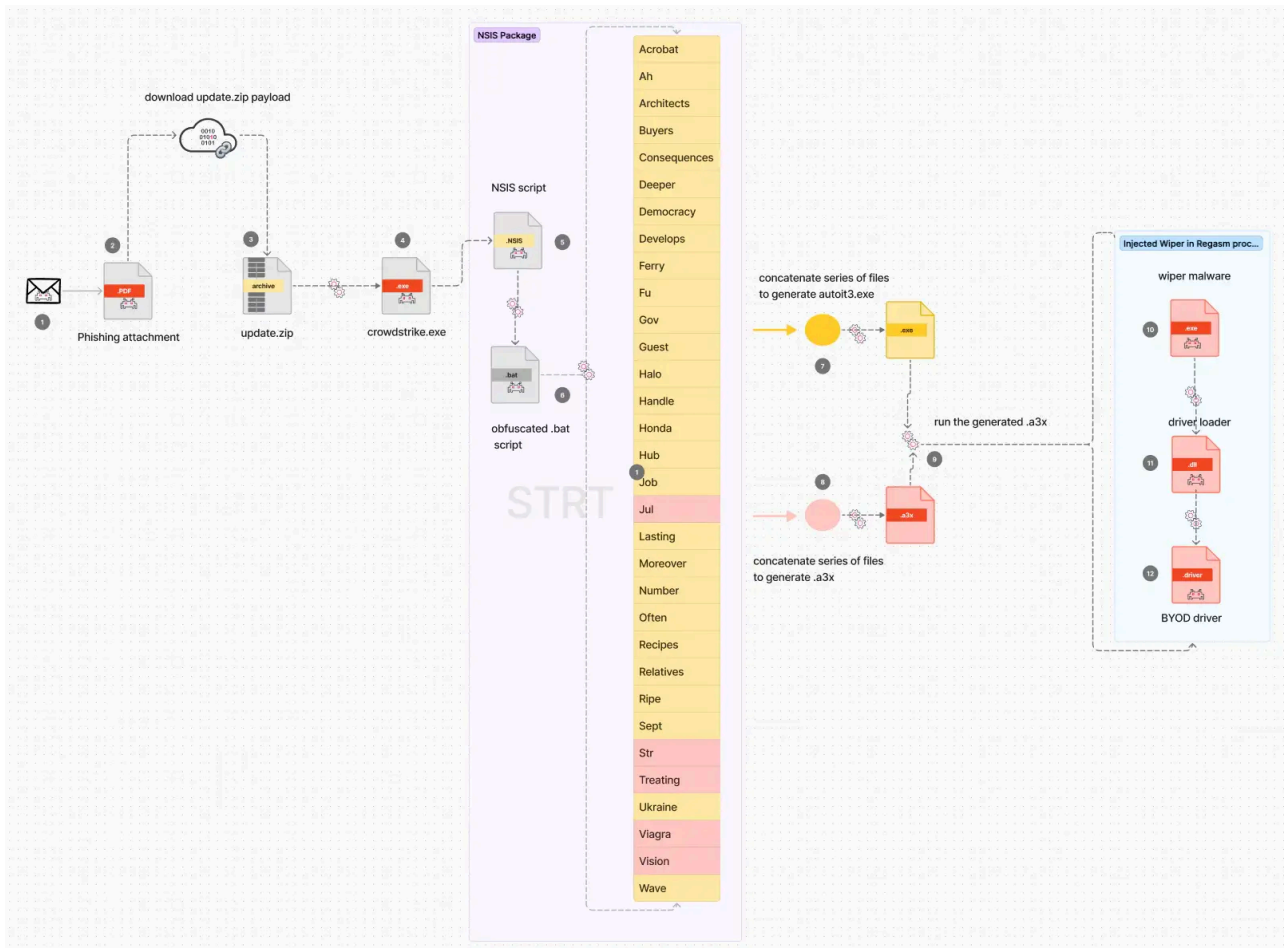 NSIS Package
Acrobat
Ah
Architects
Buyers
Consequences
Deeper
Democracy
Develops
Ferry
Fu
Gov
Guest
Halo
Handle
Honda
Hub
Job
Jul
Lasting
Moreover
Number
Often
Recipes
Relatives
Ripe
Sept
Str
Treating
Ukraine
Viagra
Vision
Wave
download update.zip payload
0010
01010
0101
1
2
.PDF
Phishing attachment
3
archive
update.zip
4
.exe
crowdstrike.exe
NSIS script
.NSIS
5
.bat
6
obfuscated .bat
script
STRT
1
concatenate series of files
to generate autoit3.exe
7
.exe
8
.a3x
concatenate series of files
to generate .a3x
9
run the generated .a3x
Injected Wiper in Regasm proc...
wiper malware
10
.exe
driver loader
11
.dll
12
.driver
BYOD driver